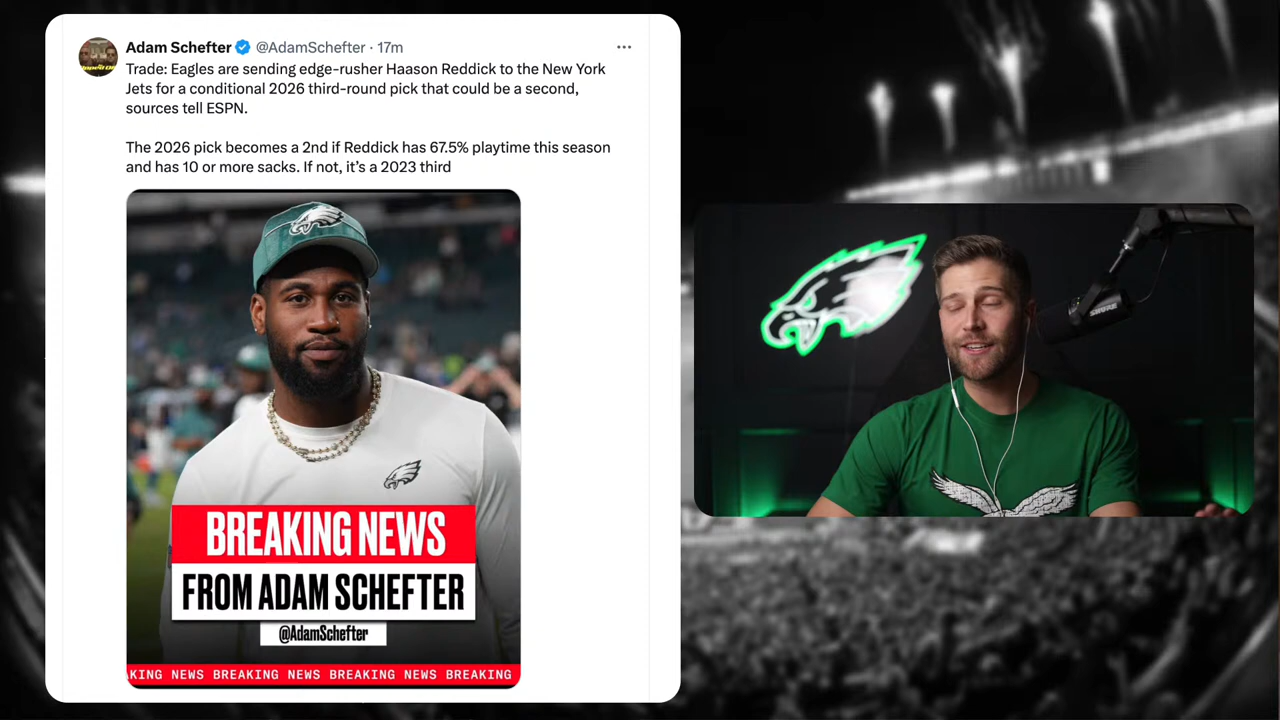 Adam Schefter @AdamSchefter · 17m
Trade: Eagles are sending edge-rusher Haason Reddick to the New York
Jets for a conditional 2026 third-round pick that could be a second,
sources tell ESPN.
The 2026 pick becomes a 2nd if Reddick has 67.5% playtime this season
and has 10 or more sacks. If not, it’s a 2023 third
BREAKING NEWS
FROM ADAM SCHEFTER
@AdamSchefter
KING NEWS BREAKING NEWS BREAKING NEWS BREAKING
SHURE